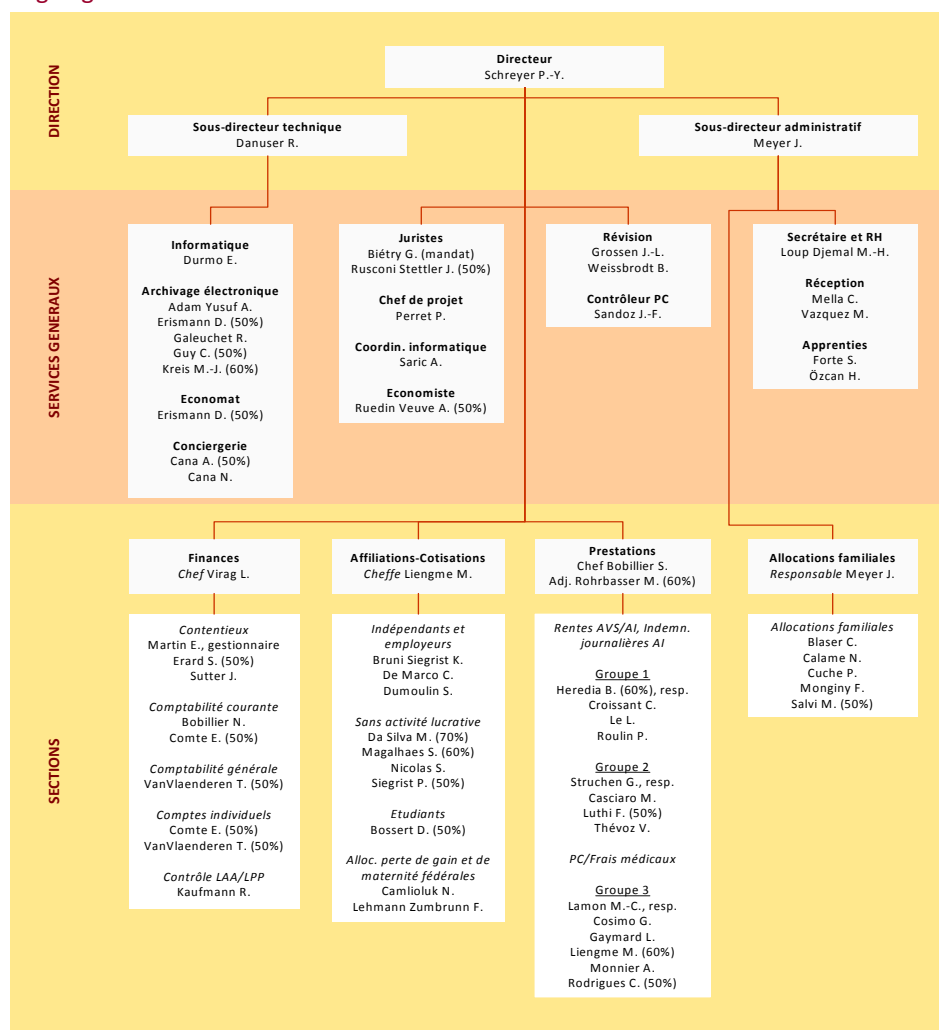 DIRECTION
Directeur
Schreyer P.-Y.
Sous-directeur technique
Danuser R.
Sous-directeur administratif
Meyer J.
SERVICES GENERAUX
Informatique
Durmo E.
Archivage électronique
Adam Yusuf A.
Erismann D. (50%)
Galeuchet R.
Guy C. (50%)
Kreis M.-J. (60%)
Economat
Erismann D. (50%)
Conciergerie
Cana A. (50%)
Cana N.
Juristes
Biétry G. (mandat)
Rusconi Stettler J. (50%)
Chef de projet
Perret P.
Coordin. informatique
Saric A.
Economiste
Ruedin Veuve A. (50%)
Révision
Grossen J.-L.
Weissbrodt B.
Contrôleur PC
Sandoz J.-F.
Secrétaire et RH
Loup Djemal M.-H.
Réception
Mella C.
Vazquez M.
Apprenties
Forte S.
Özcan H.
SECTIONS
Finances
Chef Virag L.
Contentieux
Martin E., gestionnaire
Erard S. (50%)
Sutter J.
Comptabilité courante
Bobillier N.
Comte E. (50%)
Comptabilité générale
VanVlaenderen T. (50%)
Comptes individuels
Comte E. (50%)
VanVlaenderen T. (50%)
Contrôle LAA/LPP
Kaufmann R.
Affiliations-Cotisations
Cheffe Liengme M.
Indépendants et
employeurs
Bruni Siegrist K.
De Marco C.
Dumoulin S.
Sans activité lucrative
Da Silva M. (70%)
Magalhaes S. (60%)
Nicolas S.
Siegrist P. (50%)
Etudiants
Bossert D. (50%)
Alloc. perte de gain et de
maternité fédérales
Camlioluk N.
Lehmann Zumbrunn F.
Prestations
Chef Bobillier S.
Adj. Rohrbasser M. (60%)
Rentes AVS/AI, Indemn.
journalières AI
Groupe 1
Heredia B. (60%), resp.
Croissant C.
Le L.
Roulin P.
Groupe 2
Struchen G., resp.
Casciaro M.
Luthi F. (50%)
Thévoz V.
PC/Frais médicaux
Groupe 3
Lamon M.-C., resp.
Cosimo G.
Gaymard L.
Liengme M. (60%)
Monnier A.
Rodrigues C. (50%)
Allocations familiales
Responsable Meyer J.
Allocations familiales
Blaser C.
Calame N.
Cuche P.
Monginy F.
Salvi M. (50%)